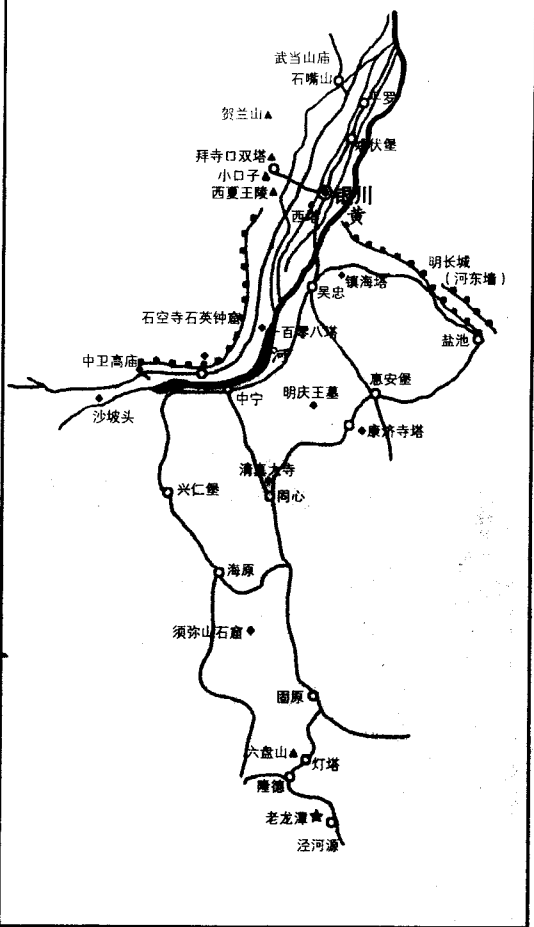 武当山庙
石嘴山
平罗
贺兰山
拜寺口双塔
小口子
西夏王陵
银川
西塔
黄
明长城
(河东墙)
镇海塔
吴忠
石空寺石英钟窟
一百零八塔
河
盐池
中卫高庙
惠安堡
中宁
明庆王墓
沙坡头
康济寺塔
清真大寺
同心
兴仁堡
海原
须弥山石窟
固原
六盘山
灯塔
隆德
老龙潭
泾河源